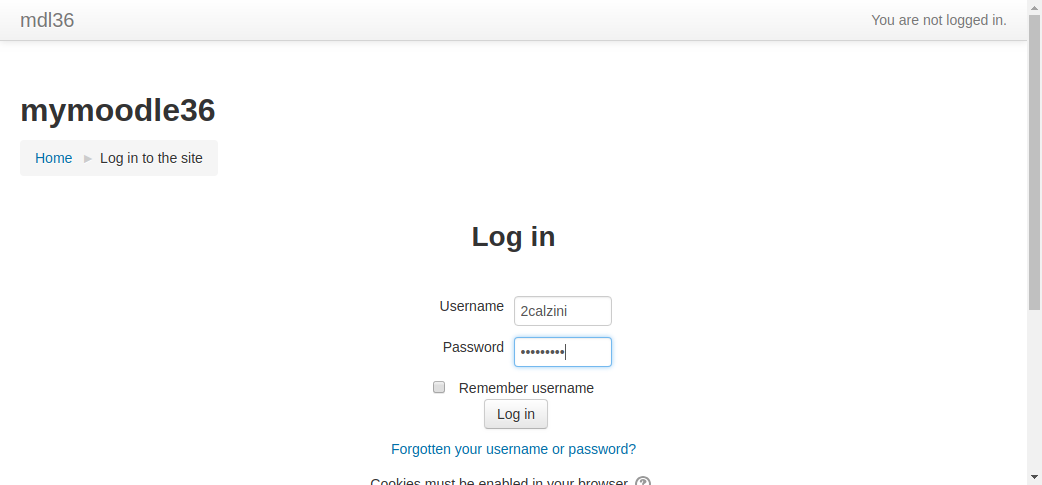 mdl36 You are not logged in.
mymoodle36
Home ► Log in to the site
Log in
Username 2calzini
Password •••••••••
Remember username
Log in
Forgotten your username or password?
Cookies must be enabled in your browser